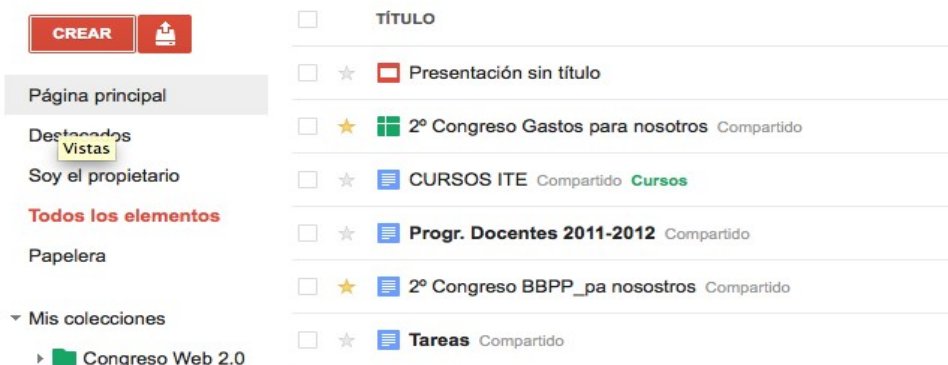 CREAR
Página principal
Destacados
Vistas
Soy el propietario
Todos los elementos
Papelera
Mis colecciones
Congreso Web 2.0
TÍTULO
Presentación sin título
2º Congreso Gastos para nosotros Compartido
CURSOS ITE Compartido Cursos
Progr. Docentes 2011-2012 Compartido
2º Congreso BBPP_pa nosostros Compartido
Tareas Compartido